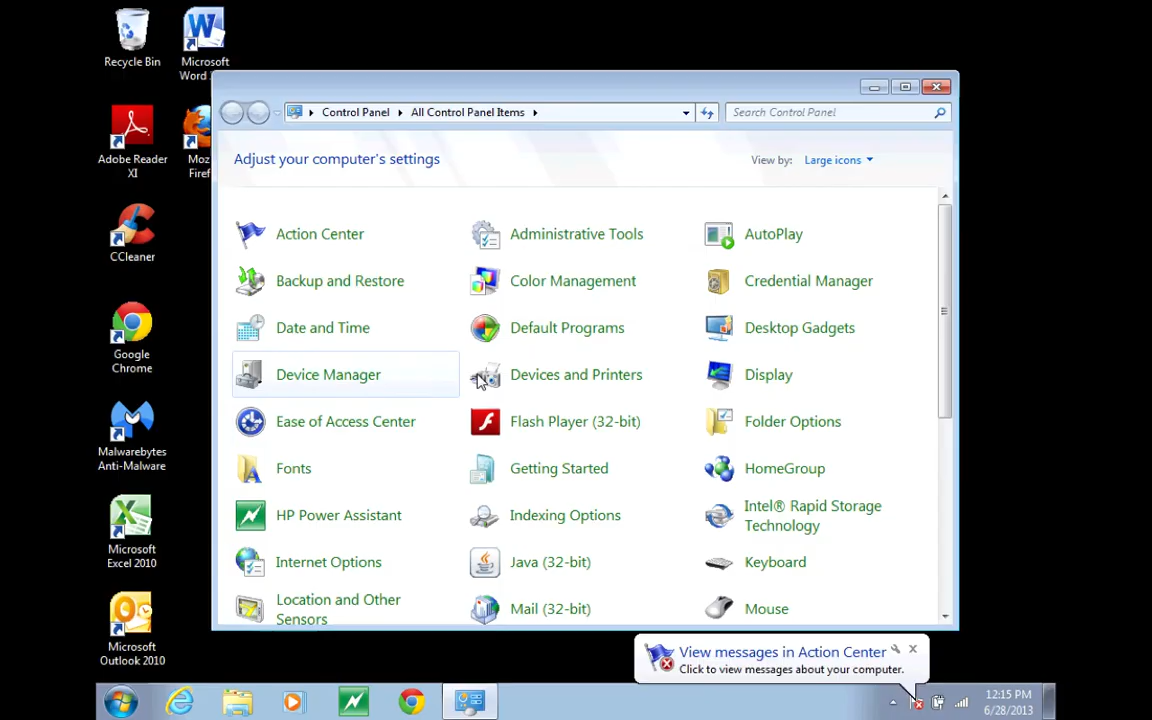 Recycle Bin
Microsoft
Word
Adobe Reader
XI
Moz
Firef
CCleaner
Google
Chrome
Malwarebytes
Anti-Malware
Microsoft
Excel 2010
Microsoft
Outlook 2010
Control Panel
All Control Panel Items
Search Control Panel
Adjust your computer's settings
View by: Large icons
Action Center
Administrative Tools
AutoPlay
Backup and Restore
Color Management
Credential Manager
Date and Time
Default Programs
Desktop Gadgets
Device Manager
Devices and Printers
Display
Ease of Access Center
Flash Player (32-bit)
Folder Options
Fonts
Getting Started
HomeGroup
HP Power Assistant
Indexing Options
Intel® Rapid Storage
Technology
Internet Options
Java (32-bit)
Keyboard
Location and Other
Sensors
Mail (32-bit)
Mouse
View messages in Action Center
Click to view messages about your computer.
12:15 PM
6/28/2013